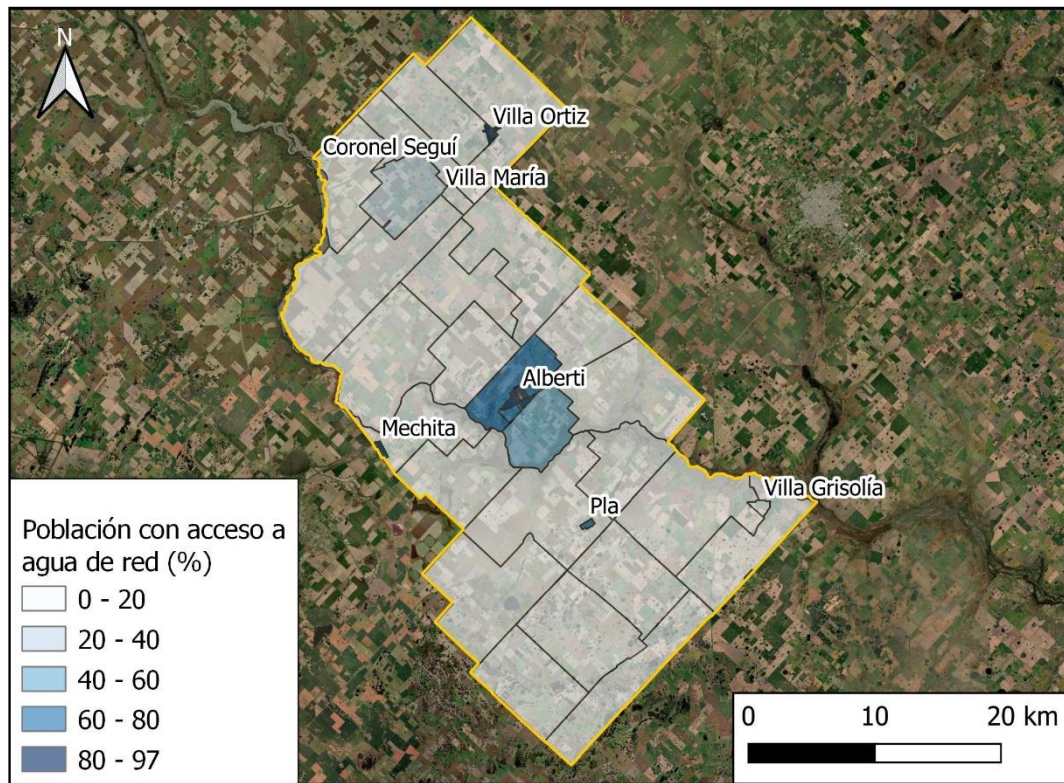 N
Villa Ortiz
Coronel Seguí
Villa María
Alberti
Mechita
Villa Grisolía
Pla
Población con acceso a
agua de red (%)
0 - 20
20 - 40
40 - 60
60 - 80
80 - 97
0 10 20 km